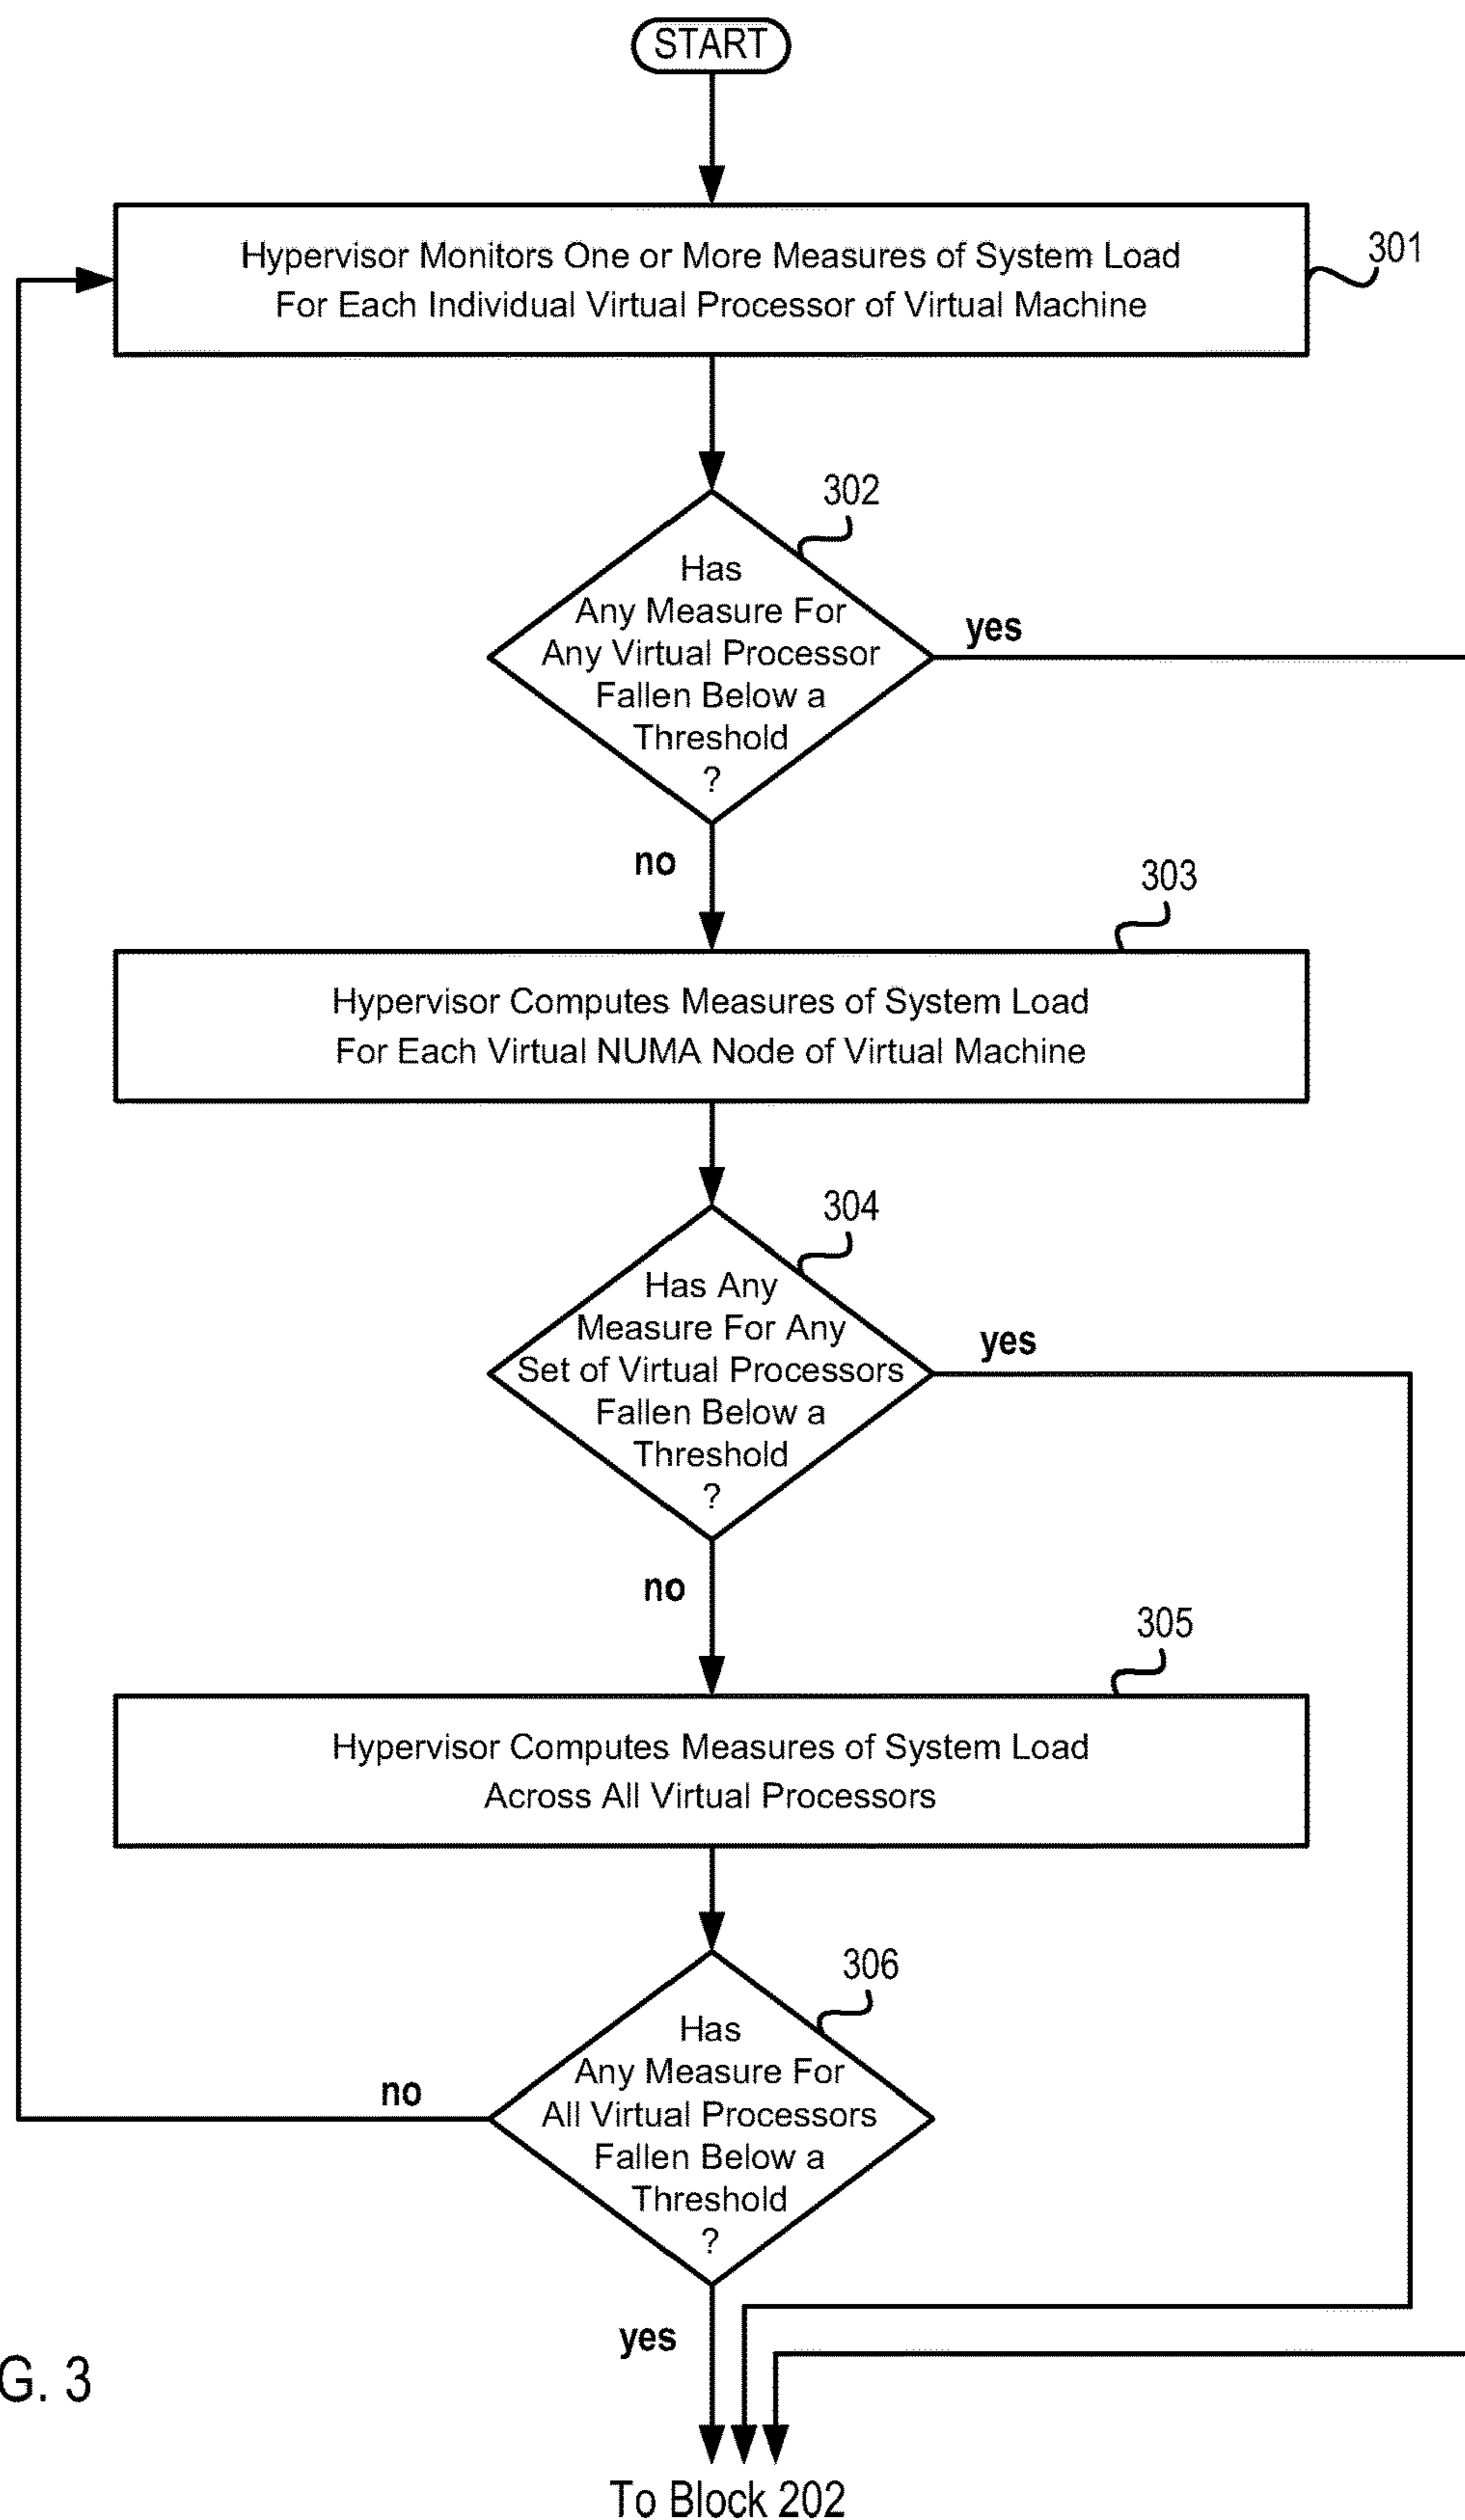 START
Hypervisor Monitors One or More Measures of System Load
For Each Individual Virtual Processor of Virtual Machine
301
302
Has
Any Measure For
Any Virtual Processor
Fallen Below a
Threshold
?
yes
no
303
Hypervisor Computes Measures of System Load
For Each Virtual NUMA Node of Virtual Machine
304
Has Any
Measure For Any
Set of Virtual Processors
Fallen Below a
Threshold
?
yes
no
305
Hypervisor Computes Measures of System Load
Across All Virtual Processors
306
Has
Any Measure For
All Virtual Processors
Fallen Below a
Threshold
?
no
yes
G. 3
To Block 202